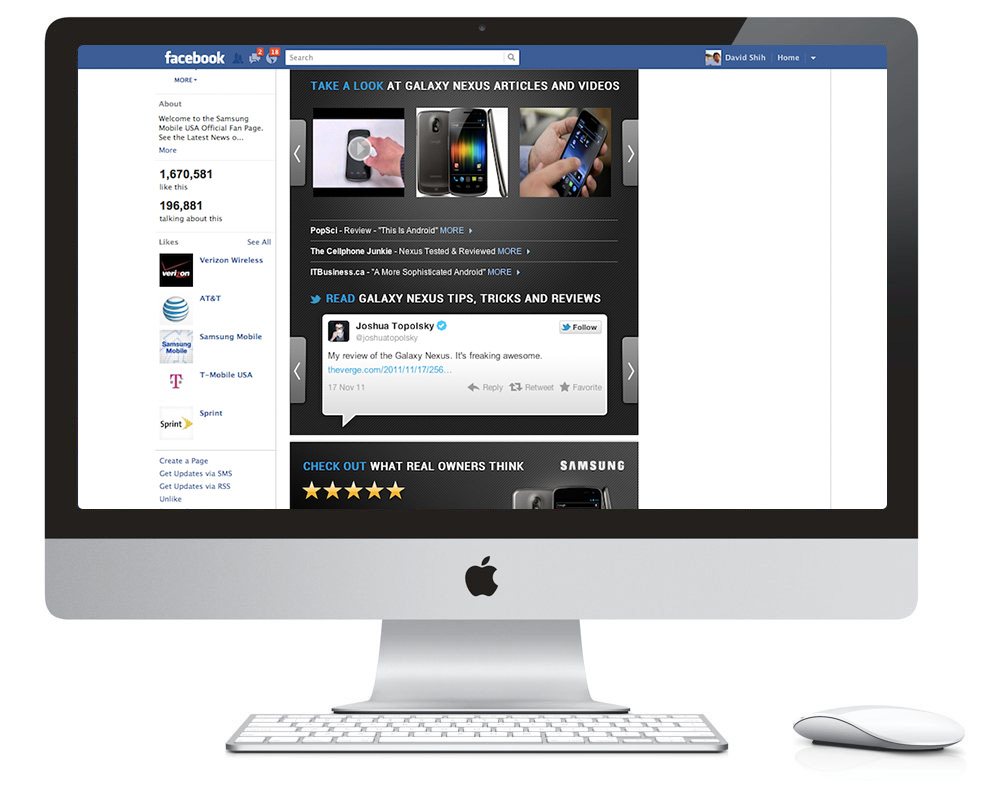 facebook
2
18
Search
David Shih
Home
MORE
About
Welcome to the Samsung
Mobile USA Official Fan Page.
See the Latest News o...
More
1,670,581
like this
196,881
talking about this
Likes
See All
verizon
Verizon Wireless
AT&T
Samsung
Mobile
Samsung Mobile
T
T-Mobile USA
Sprint
Sprint
Create a Page
Get Updates via SMS
Get Updates via RSS
Unlike
TAKE A LOOK AT GALAXY NEXUS ARTICLES AND VIDEOS
PopSci - Review - "This Is Android" MORE
The Cellphone Junkie - Nexus Tested & Reviewed MORE
ITBusiness.ca - "A More Sophisticated Android" MORE
READ GALAXY NEXUS TIPS, TRICKS AND REVIEWS
Joshua Topolsky
@joshuatopolsky
Follow
My review of the Galaxy Nexus. It's freaking awesome.
theverge.com/2011/11/17/256...
17 Nov 11
Reply
Retweet
Favorite
CHECK OUT WHAT REAL OWNERS THINK
SAMSUNG